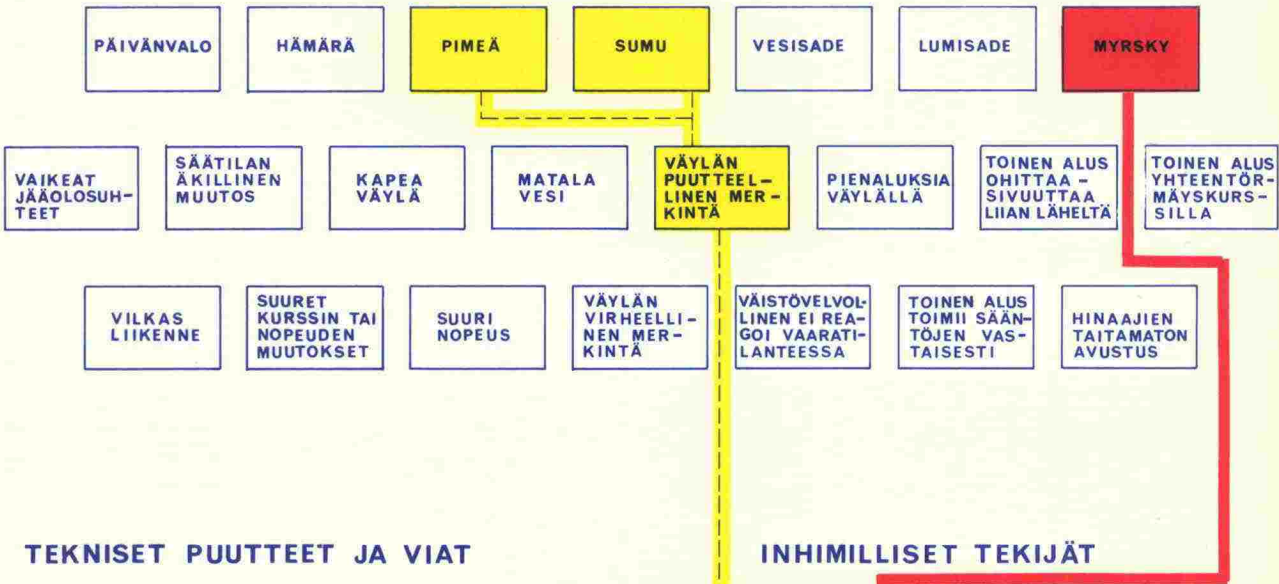 PÄIVÄNVALO
HÄMÄRÄ
PIMEÄ
SUMU
VESISADE
LUMISADE
MYRSKY
VAIKEAT
JÄÄOLOSUH-
TEET
SÄÄTILAN
ÄKILLINEN
MUUTOS
KAPEA
VÄYLÄ
MATALA
VESI
VÄYLÄN
PUUTTEEL-
LINEN MER-
KINTÄ
PIENALUKSIA
VÄYLÄLLÄ
TOINEN ALUS
OHITTAA -
SIVUUTTAA
LIIAN LÄHELTÄ
TOINEN ALUS
YHTEENTÖR-
MÄYSKURS-
SILLA
VILKAS
LIIKENNE
SUURET
KURSSIN TAI
NOPEUDEN
MUUTOKSET
SUURI
NOPEUS
VÄYLÄN
VIRHEELLI-
NEN MER-
KINTÄ
VÄISTÖVELVOL-
LINEN EI REA-
GOI VAARATI-
LANTEESSA
TOINEN ALUS
TOIMII SÄÄN-
TÖJEN VAS-
TAISESTI
HINAAJIEN
TAITAMATON
AVUSTUS
TEKNISET PUUTTEET JA VIAT
INHIMILLISET TEKIJÄT